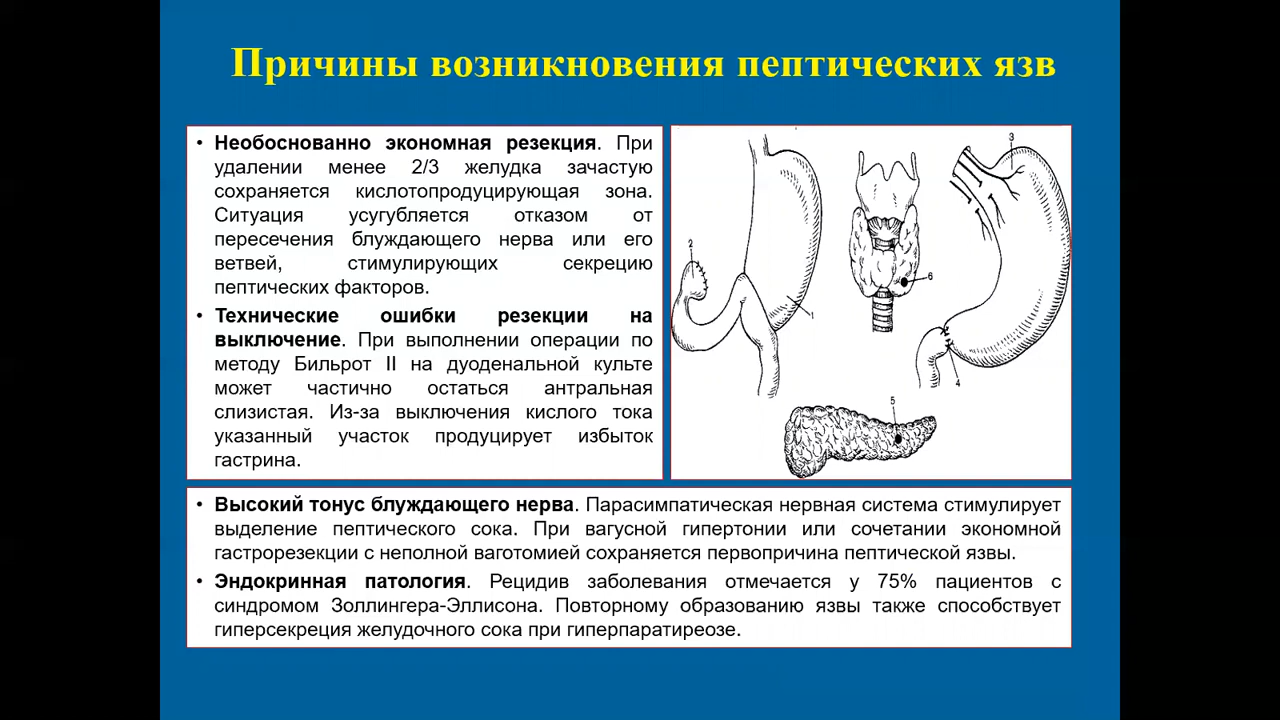 Причины возникновения пептических язв
• Необоснованно экономная резекция. При
удалении менее 2/3 желудка зачастую
сохраняется кислотопродуцирующая зона.
Ситуация усугубляется отказом от
пересечения блуждающего нерва или его
ветвей, стимулирующих секрецию
пептических факторов.
• Технические ошибки резекции на
выключение. При выполнении операции по
методу Бильрот II на дуоденальной культе
может частично остаться антральная
слизистая. Из-за выключения кислого тока
указанный участок продуцирует избыток
гастрина.
3
2
6
1
4
5
• Высокий тонус блуждающего нерва. Парасимпатическая нервная система стимулирует
выделение пептического сока. При вагусной гипертонии или сочетании экономной
гастрорезекции с неполной ваготомией сохраняется первопричина пептической язвы.
• Эндокринная патология. Рецидив заболевания отмечается у 75% пациентов с
синдромом Золлингера-Эллисона. Повторному образованию язвы также способствует
гиперсекреция желудочного сока при гиперпаратиреозе.